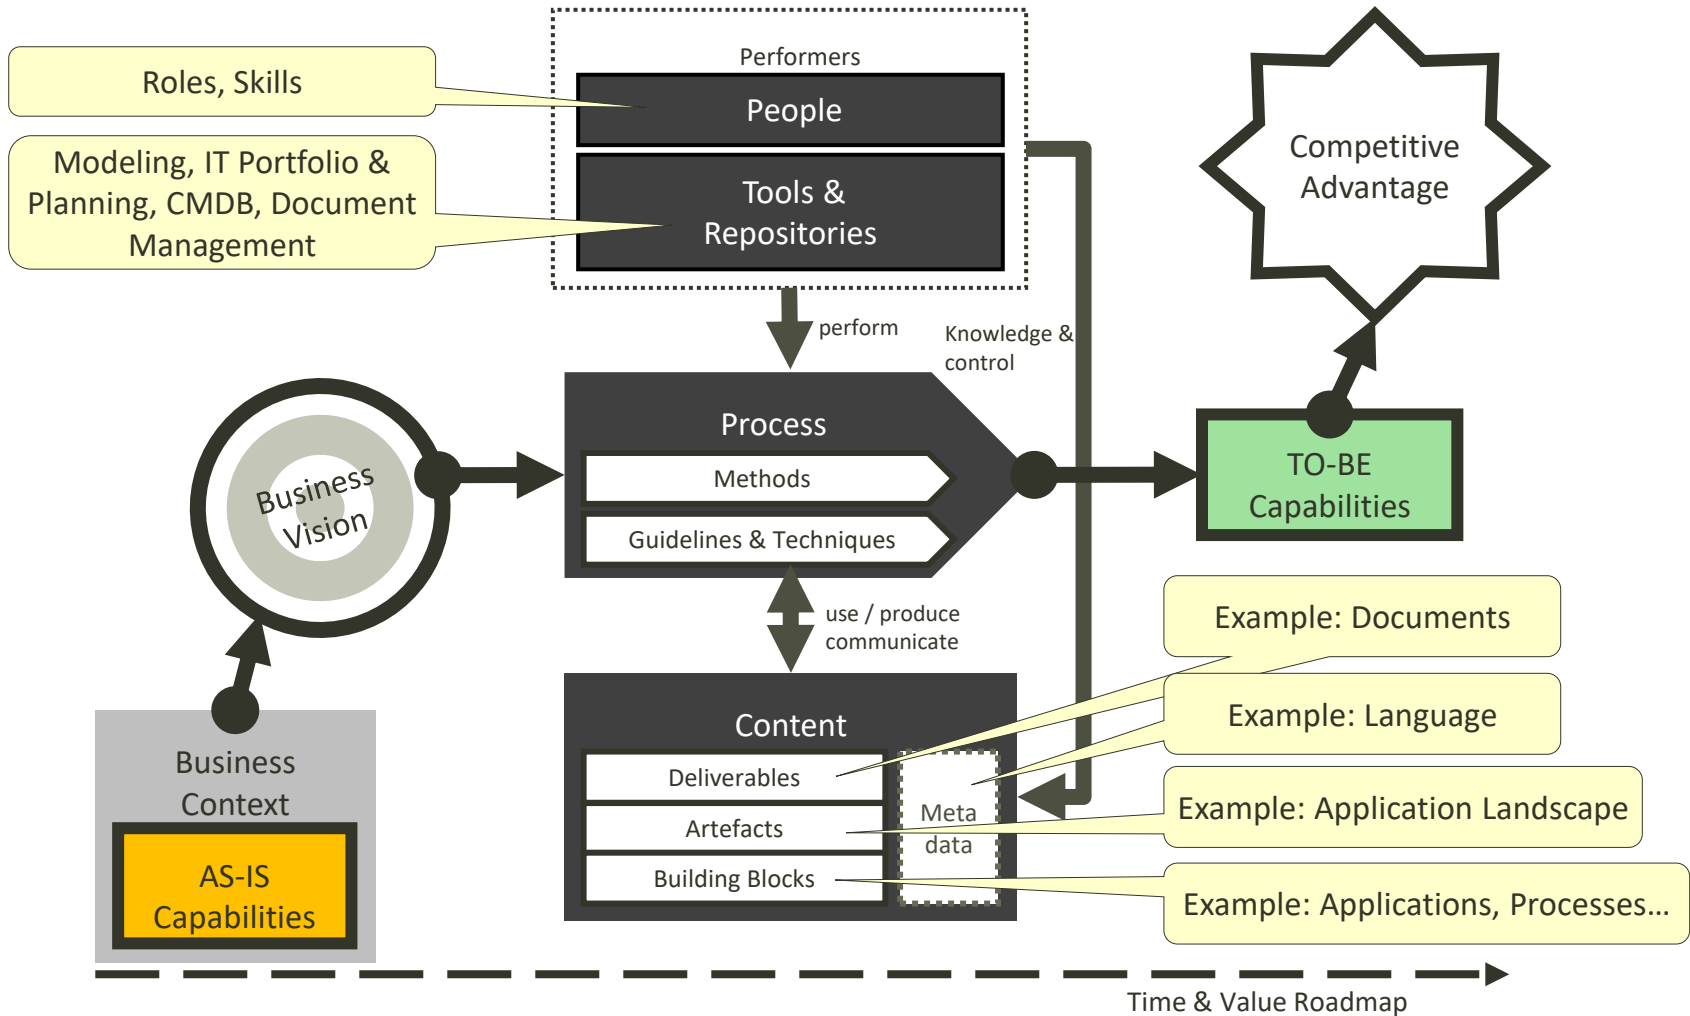 Performers
Roles, Skills
People
Modeling, IT Portfolio &
Planning, CMDB, Document
Management
Tools &
Repositories
Competitive
Advantage
perform
Knowledge &
control
Process
Methods
Guidelines & Techniques
Business
Vision
TO-BE
Capabilities
use / produce
communicate
Example: Documents
Content
Example: Language
Deliverables
Artefacts
Building Blocks
Meta
data
Example: Application Landscape
Example: Applications, Processes…
Business
Context
AS-IS
Capabilities
Time & Value Roadmap